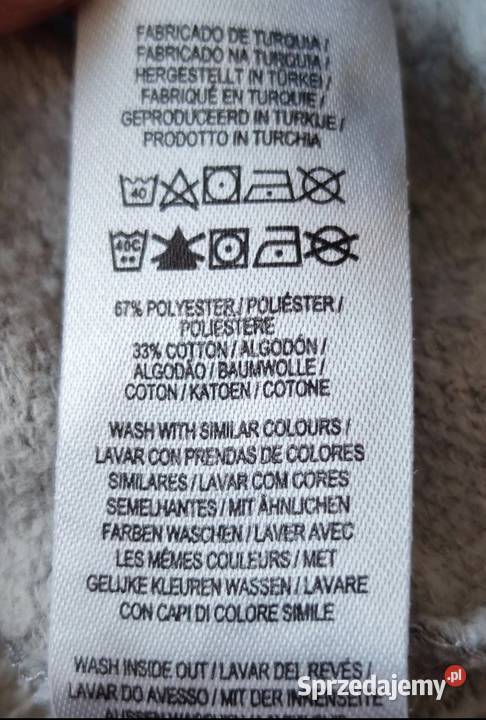 FABRICADO DE TURQUIA /
FABRICADO NA TURQUIA /
HERGESTELLT IN TÜRKEI /
FABRIQUÉ EN TURQUIE /
GEPRODUCEERD IN TURKIJE /
PRODOTTO IN TURCHIA
40
40C
67% POLYESTER / POLIÉSTER /
POLIESTERE
33% COTTON / ALGODÓN /
ALGODÃO / BAUMWOLLE /
COTON / KATOEN / COTONE
WASH WITH SIMILAR COLOURS /
LAVAR CON PRENDAS DE COLORES
SIMILARES / LAVAR COM CORES
SEMELHANTES / MIT ÄHNLICHEN
FARBEN WASCHEN / LAVER AVEC
LES MÊMES COULEURS / MET
GELIJKE KLEUREN WASSEN / LAVARE
CON CAPI DI COLORE SIMILE
WASH INSIDE OUT / LAVAR DEL REVÉS /
LAVAR DO AVESSO / MIT DER INNENSEITE
Sprzedajemy.pl